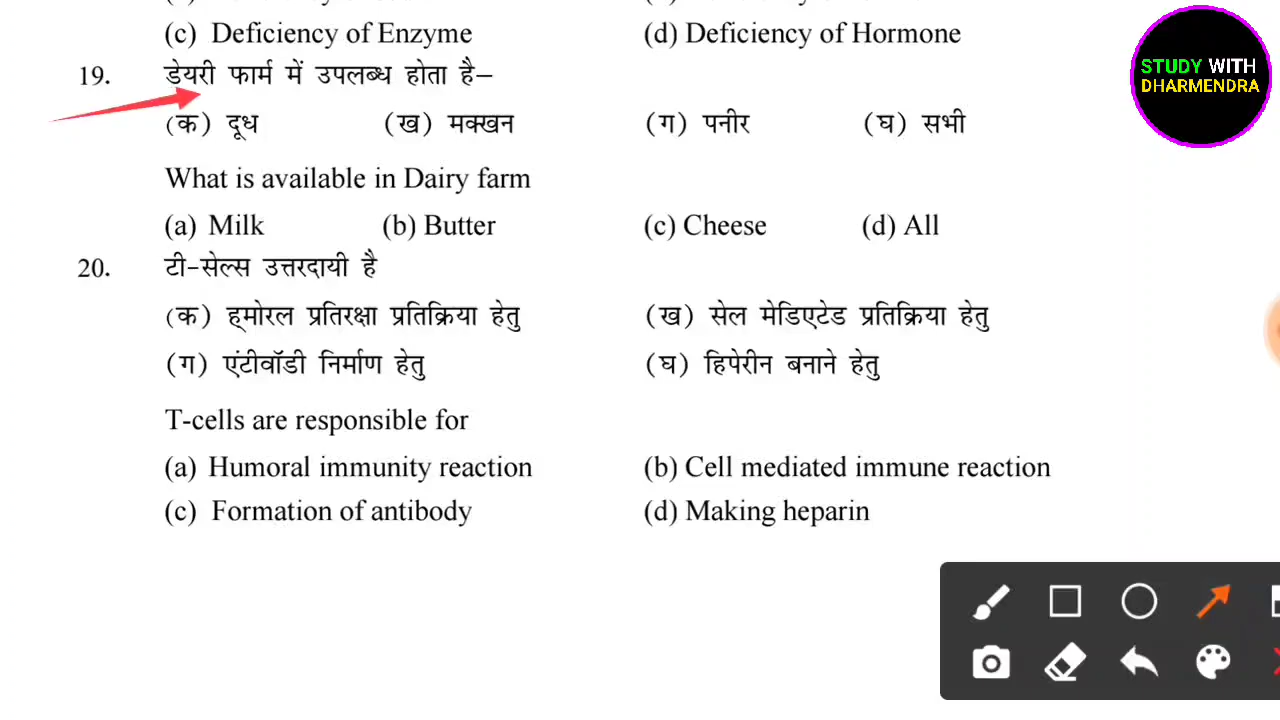 (c) Deficiency of Enzyme (d) Deficiency of Hormone
STUDY WITH
DHARMENDRA
19. डेयरी फार्म में उपलब्ध होता है–
(क) दूध (ख) मक्खन (ग) पनीर (घ) सभी
What is available in Dairy farm
(a) Milk (b) Butter (c) Cheese (d) All
20. टी-सेल्स उत्तरदायी है
(क) ह्मोरल प्रतिरक्षा प्रतिक्रिया हेतु (ख) सेल मेडिएटेड प्रतिक्रिया हेतु
(ग) एंटीवॉडी निर्माण हेतु (घ) हिपेरीन बनाने हेतु
T-cells are responsible for
(a) Humoral immunity reaction (b) Cell mediated immune reaction
(c) Formation of antibody (d) Making heparin